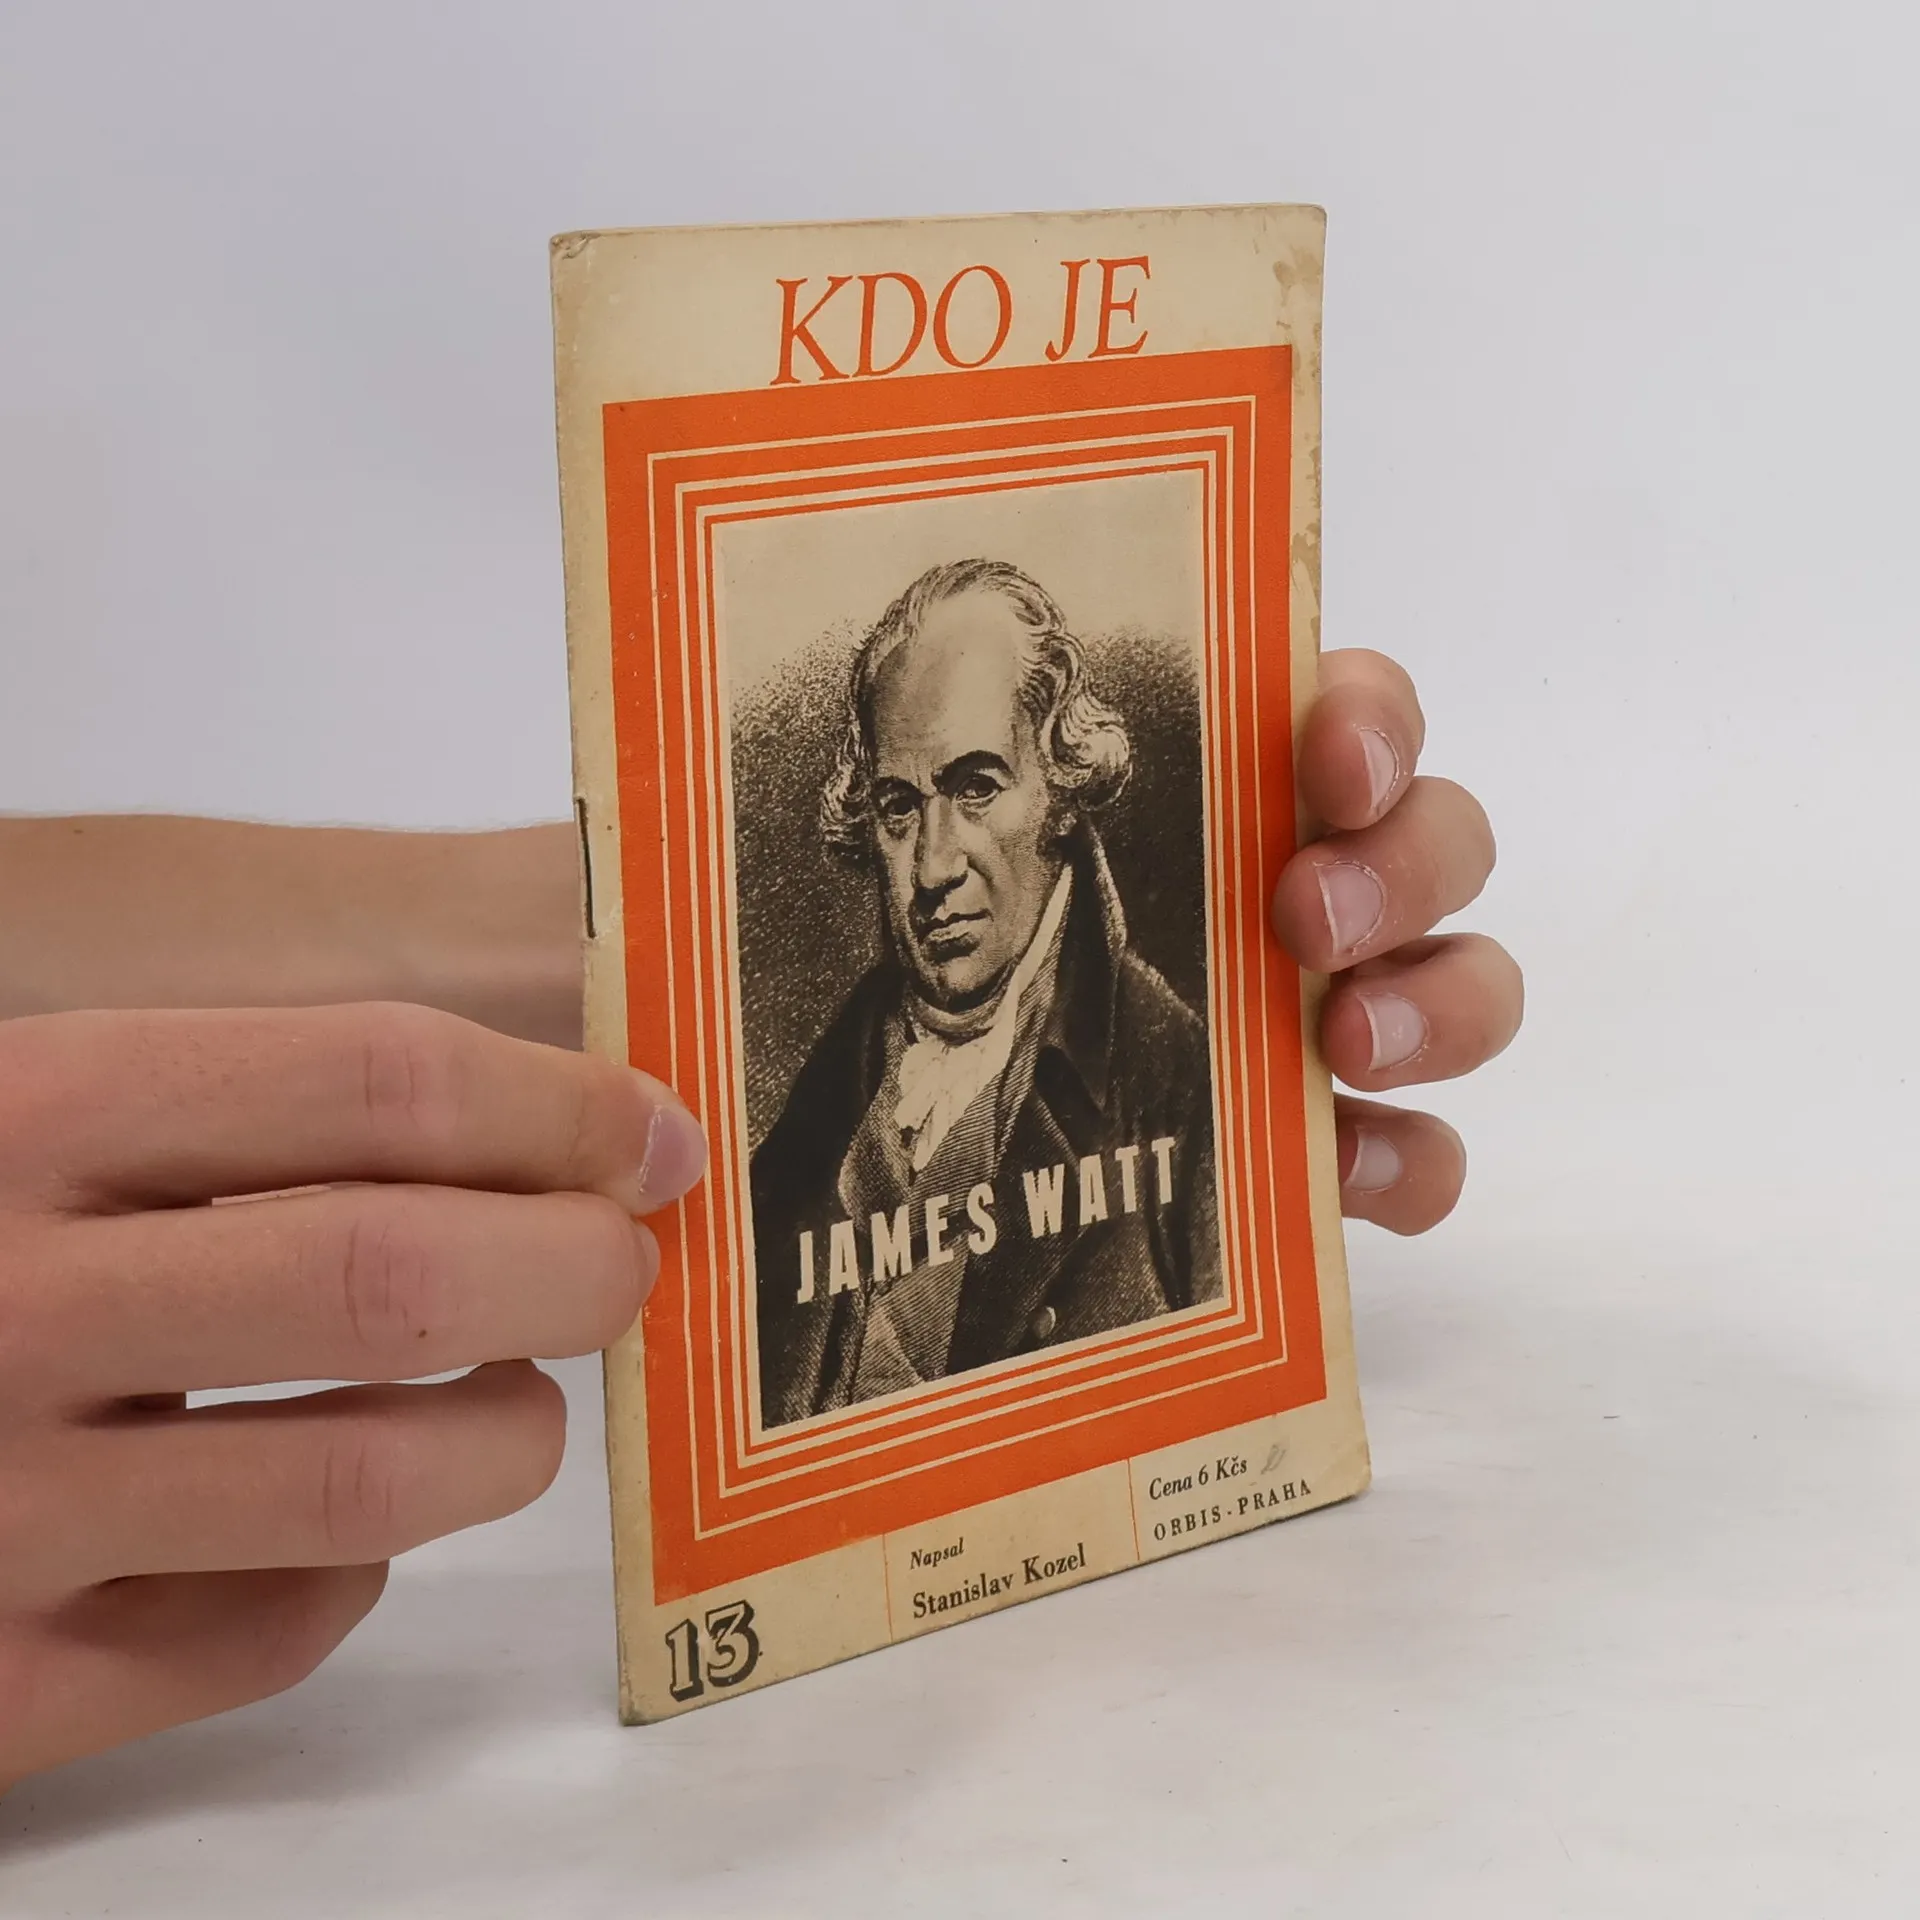 KDO JE
JAMES WATT
13
Napsal
Stanislav Kozel
Cena 6 Kčs
ORBIS - PRAHA